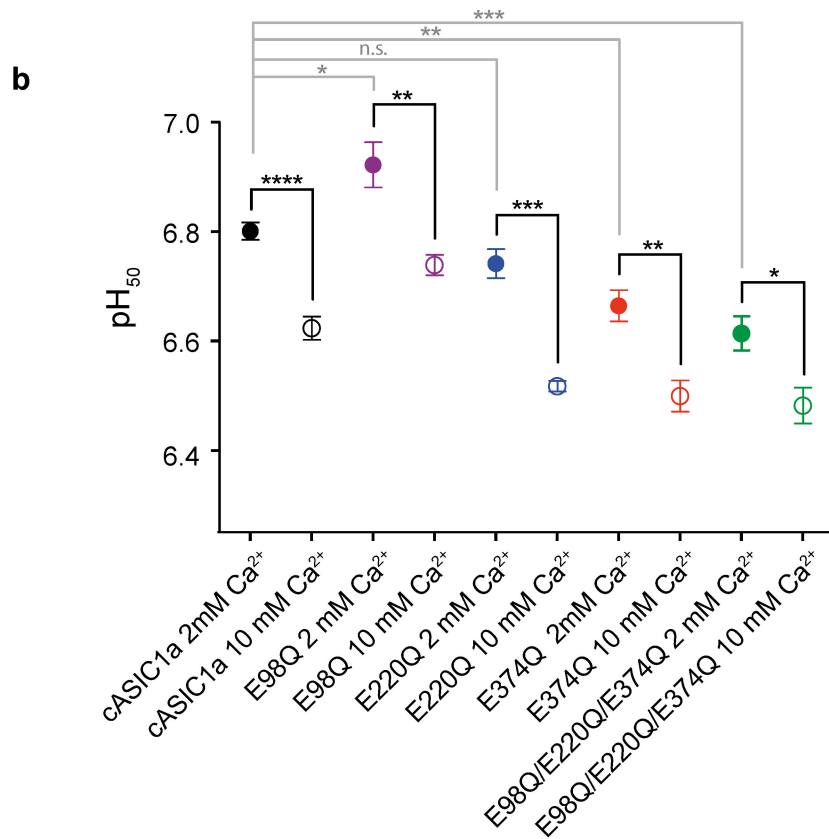 ***
**
n.s.
*
b
**
7.0
****
***
6.8
**
*
pH50
6.6
6.4
cASIC1a 2mM Ca²⁺
cASIC1a 10 mM Ca²⁺
E98Q 2 mM Ca²⁺
E98Q 10 mM Ca²⁺
E220Q 2 mM Ca²⁺
E220Q 10 mM Ca²⁺
E374Q 2mM Ca²⁺
E374Q 10 mM Ca²⁺
E98Q/E220Q/E374Q 2 mM Ca²⁺
E98Q/E220Q/E374Q 10 mM Ca²⁺